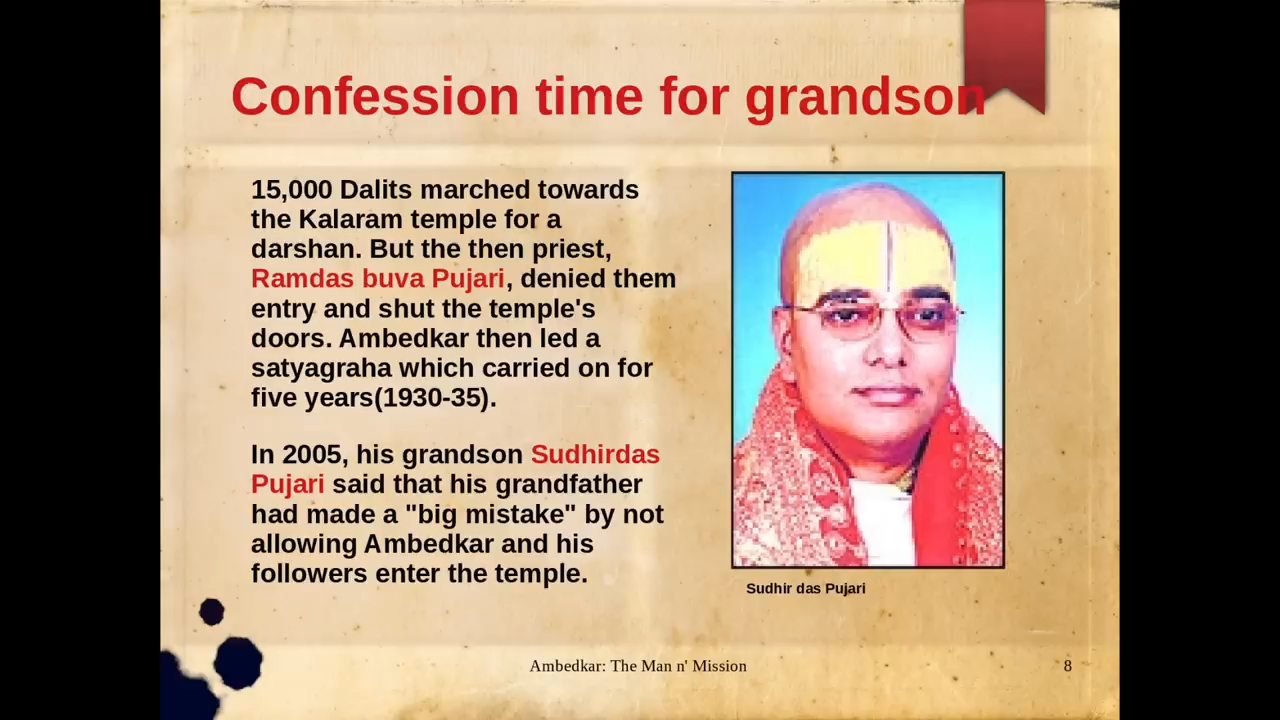 Confession time for grandson
15,000 Dalits marched towards
the Kalaram temple for a
darshan. But the then priest,
Ramdas buva Pujari, denied them
entry and shut the temple's
doors. Ambedkar then led a
satyagraha which carried on for
five years(1930-35).
In 2005, his grandson Sudhirdas
Pujari said that his grandfather
had made a "big mistake" by not
allowing Ambedkar and his
followers enter the temple.
Sudhir das Pujari
Ambedkar: The Man n' Mission
8